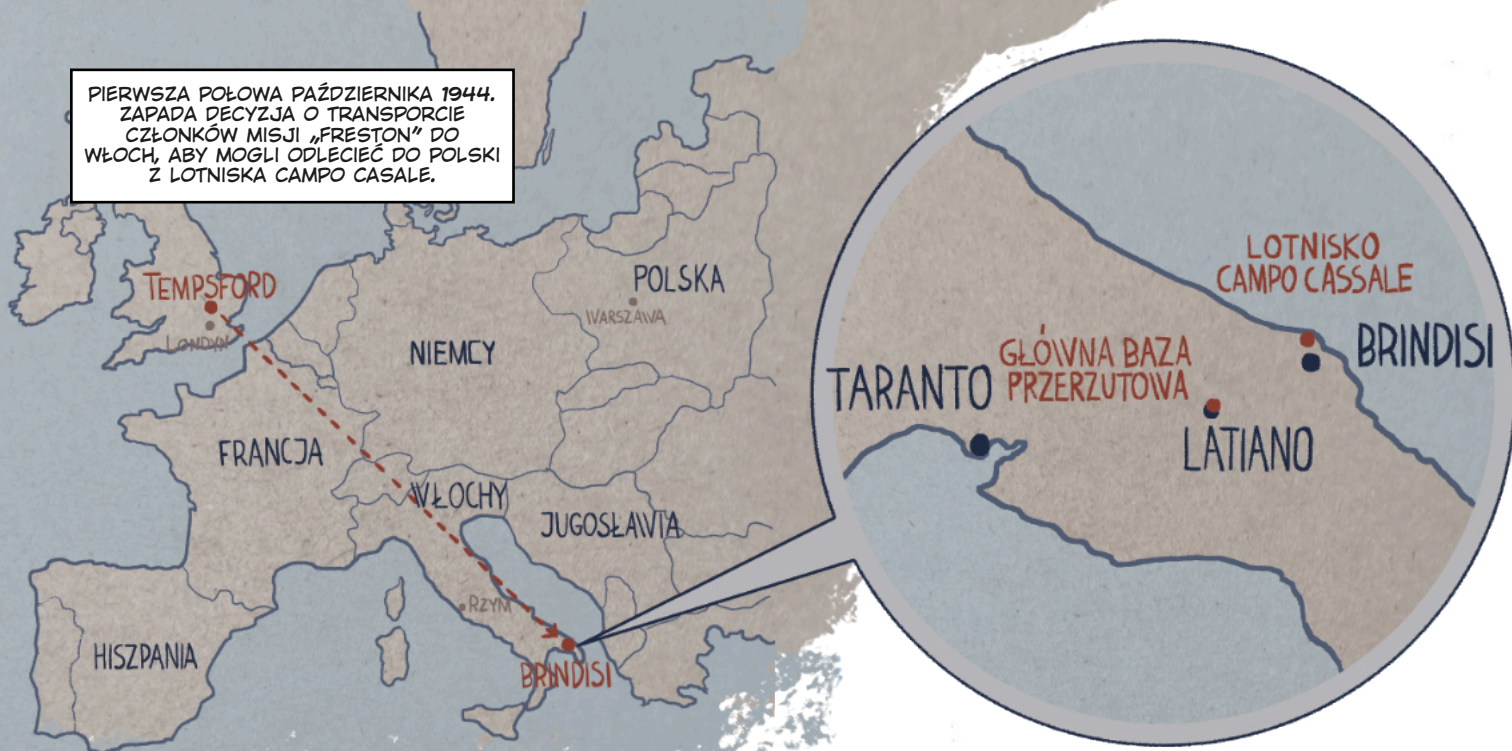 PIERWSZA POŁOWA PAŹDZIERNIKA 1944.
ZAPADA DECYZJA O TRANSPORCIE
CZŁONKÓW MISJI „FRESTON” DO
WŁOCH, ABY MOGLI ODLECIEĆ DO POLSKI
Z LOTNISKA CAMPO CASALE.
TEMPSFORD
LONDYN
POLSKA
WARSZAWA
NIEMCY
FRANCJA
WŁOCHY
JUGOSŁAWIA
RZYM
HISZPANIA
BRINDISI
LOTNISKO
CAMPO CASSALE
BRINDISI
GŁÓWNA BAZA
PRZERZUTOWA
TARANTO
LATIANO